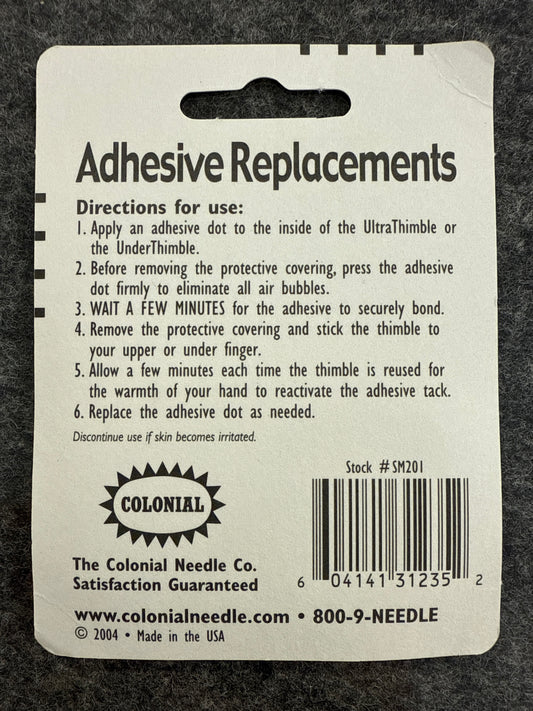 Adhesive Replacements
Directions for use:
1. Apply an adhesive dot to the inside of the UltraThimble or
the UnderThimble.
2. Before removing the protective covering, press the adhesive
dot firmly to eliminate all air bubbles.
3. WAIT A FEW MINUTES for the adhesive to securely bond.
4. Remove the protective covering and stick the thimble to
your upper or under finger.
5. Allow a few minutes each time the thimble is reused for
the warmth of your hand to reactivate the adhesive tack.
6. Replace the adhesive dot as needed.
Discontinue use if skin becomes irritated.
COLONIAL
The Colonial Needle Co.
Satisfaction Guaranteed
Stock #SM201
6 04141 31235 2
www.colonialneedle.com • 800-9-NEEDLE
© 2004 • Made in the USA